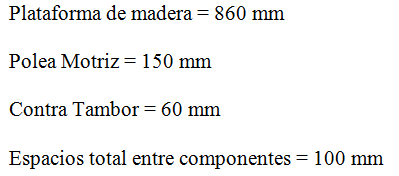 Plataforma de madera = 860 mm
Polea Motriz = 150 mm
Contra Tambor = 60 mm
Espacios total entre componentes = 100 mm